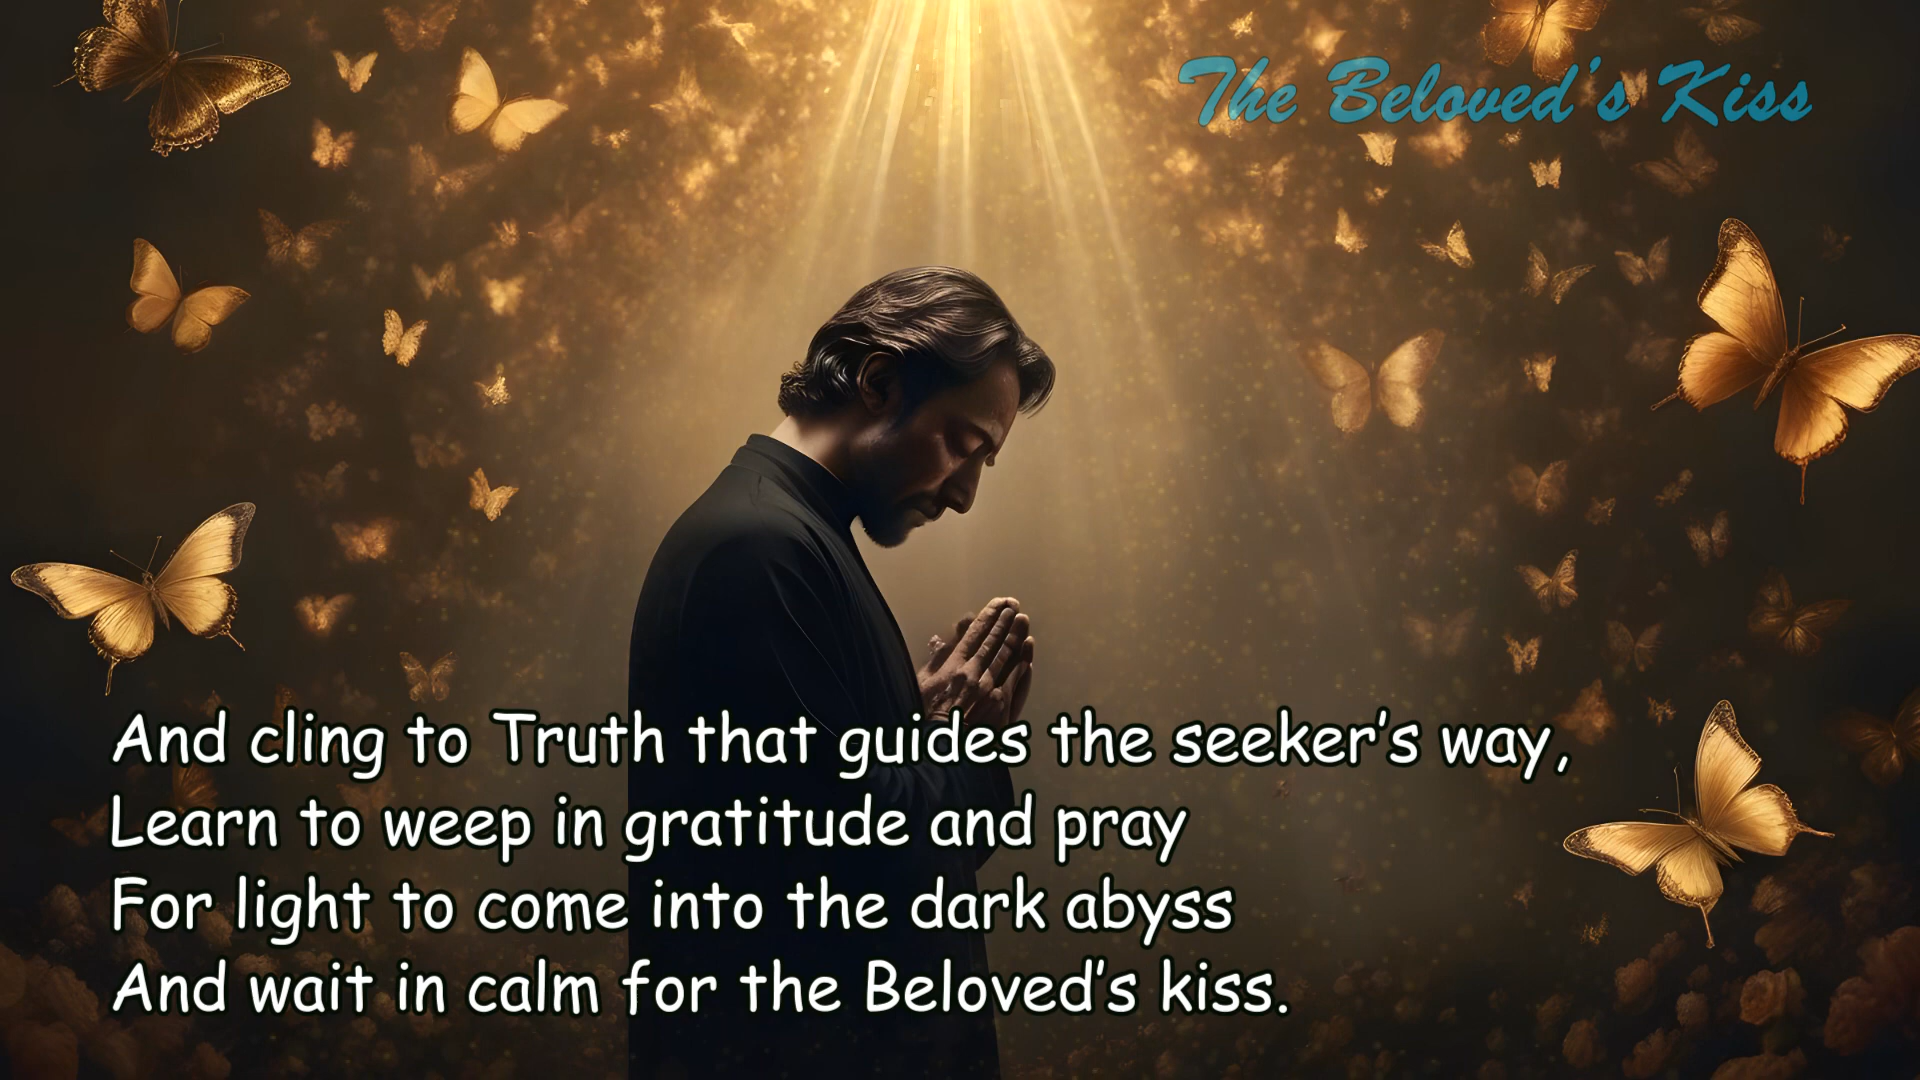 The Beloved's Kiss
And cling to Truth that guides the seeker's way,
Learn to weep in gratitude and pray
For light to come into the dark abyss
And wait in calm for the Beloved's kiss.